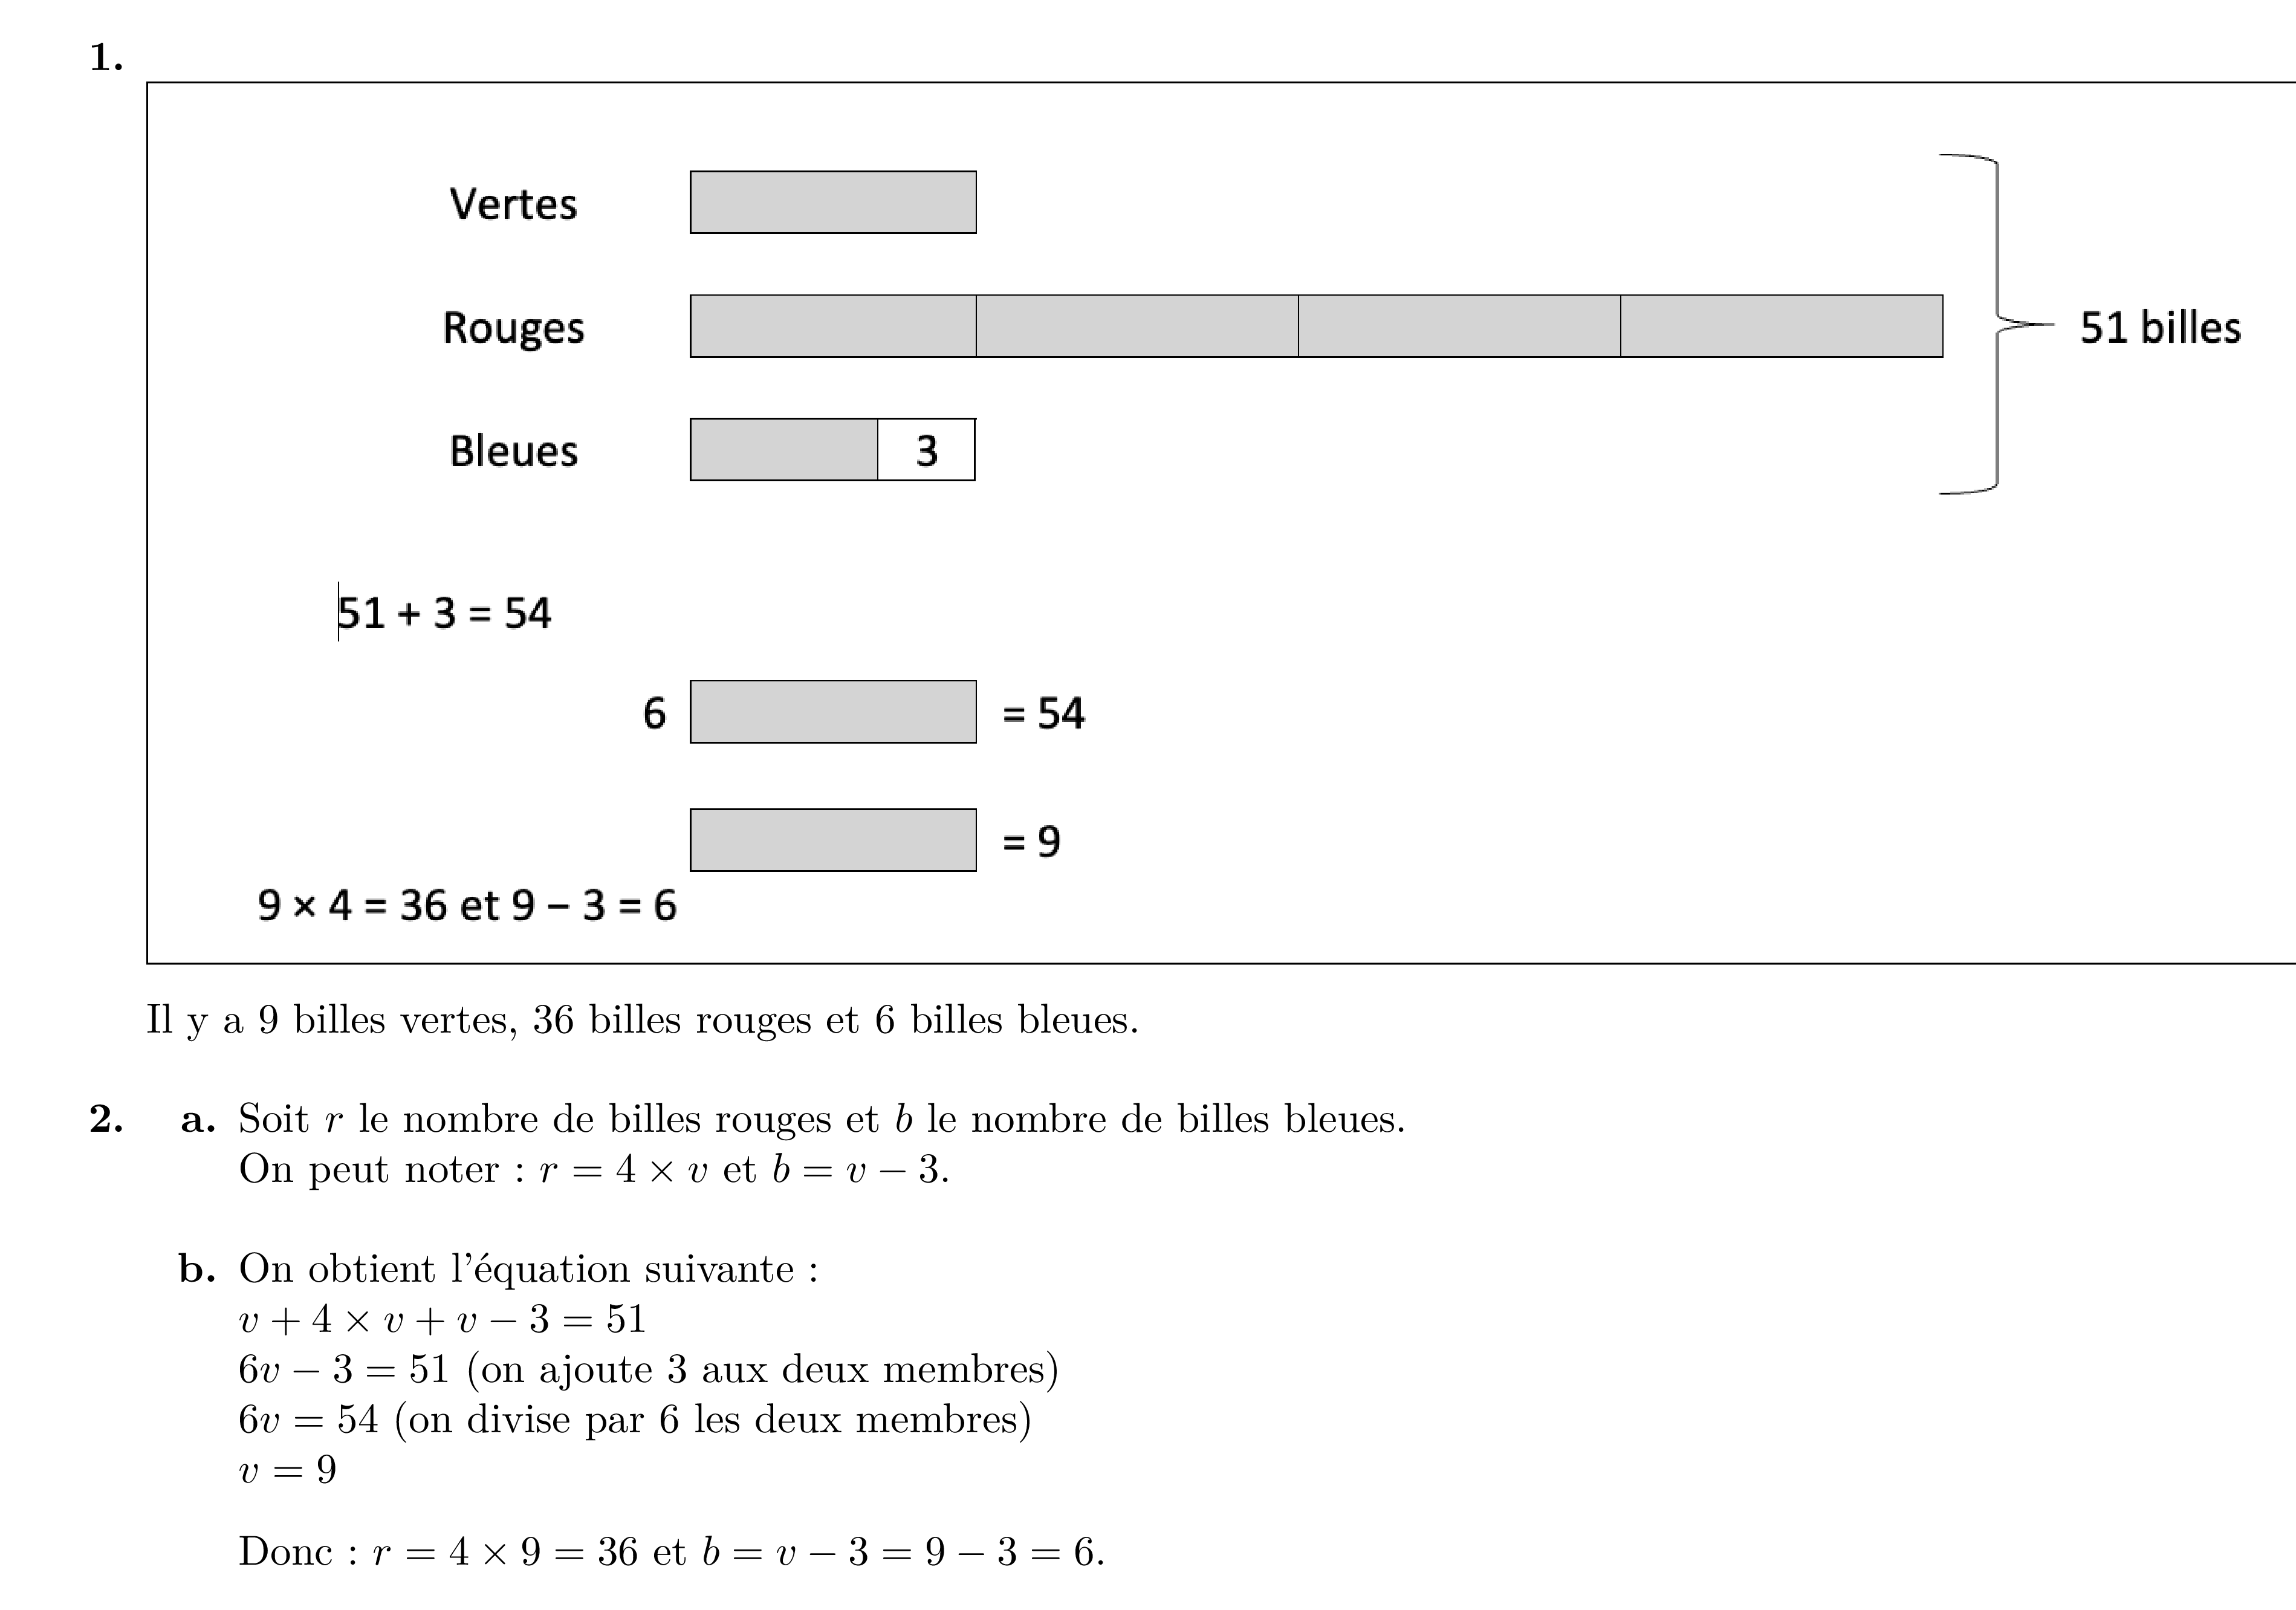 1.
Vertes
Rouges
51 billes
Bleues
3
51 + 3 = 54
6 = 54
= 9
9 × 4 = 36 et 9 − 3 = 6
Il y a 9 billes vertes, 36 billes rouges et 6 billes bleues.
2. a. Soit r le nombre de billes rouges et b le nombre de billes bleues.
On peut noter : r = 4 × v et b = v − 3.
b. On obtient l'équation suivante :
v + 4 × v + v − 3 = 51
6v − 3 = 51 (on ajoute 3 aux deux membres)
6v = 54 (on divise par 6 les deux membres)
v = 9
Donc : r = 4 × 9 = 36 et b = v − 3 = 9 − 3 = 6.